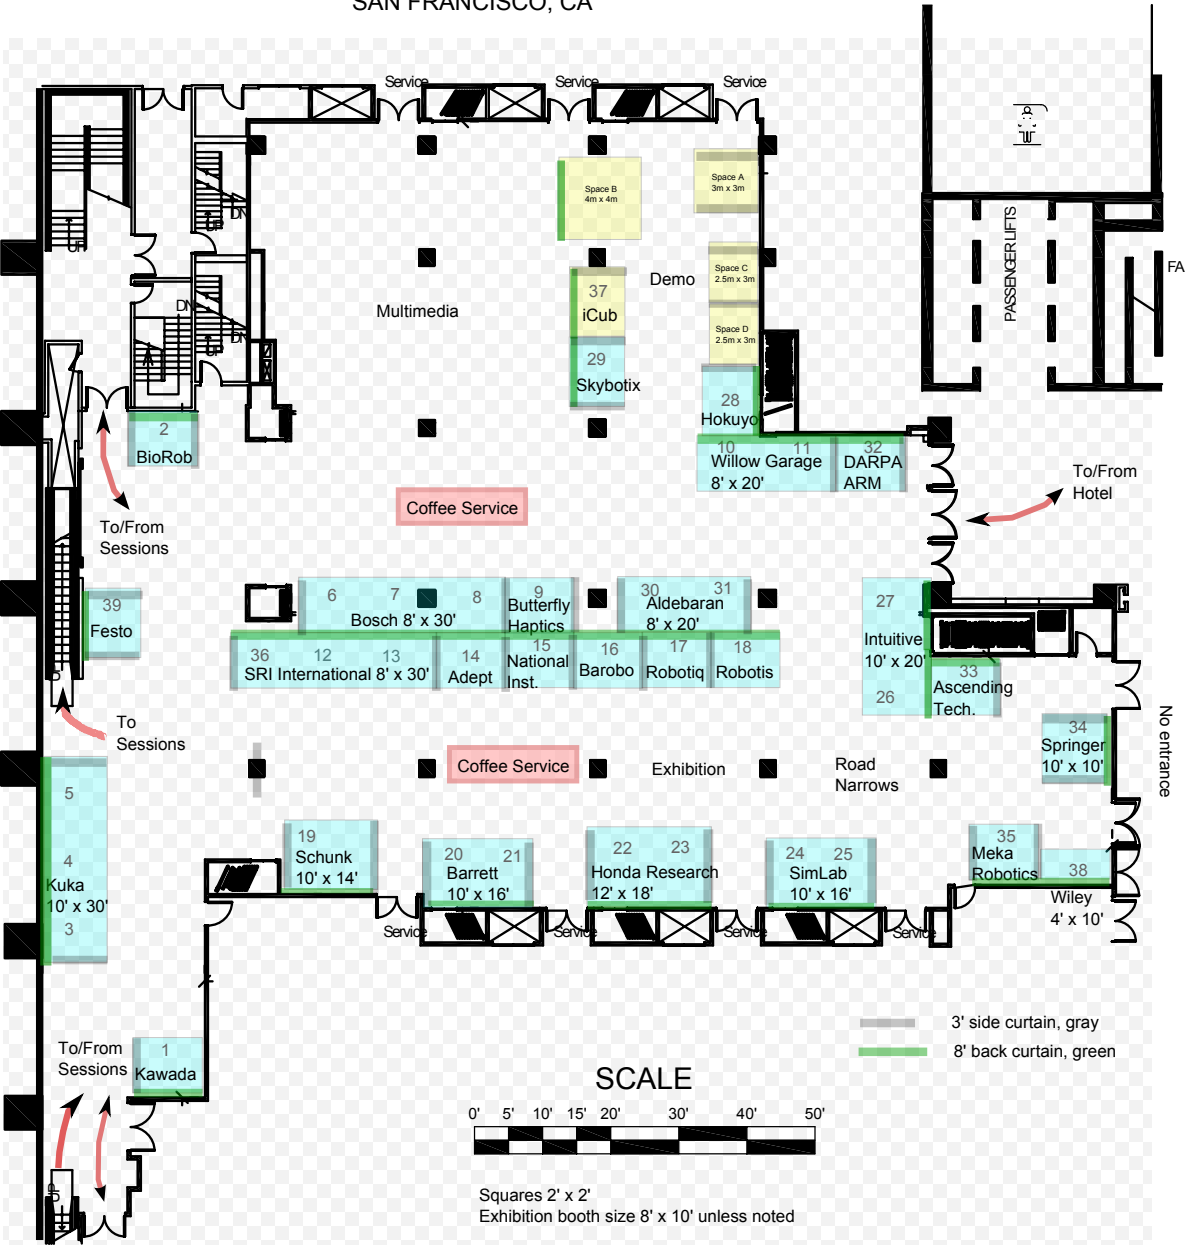 SAN FRANCISCO, CA
Service
Service
Service
Space B
4m x 4m
Space A
3m x 3m
PASSENGER LIFTS
FA
UP
DN
UP
Multimedia
Demo
Space C
2.5m x 3m
37
iCub
Space D
2.5m x 3m
DN
DN
UP
29
Skybotix
28
Hokuyo
2
BioRob
10
11
Willow Garage
8' x 20'
32
DARPA
ARM
To/From
Hotel
To/From
Sessions
Coffee Service
39
Festo
6
7
8
Bosch 8' x 30'
9
Butterfly
Haptics
30
31
Aldebaran
8' x 20'
27
Intuitive
10' x 20'
26
36
12
13
SRI International 8' x 30'
14
Adept
15
National
Inst.
16
Barobo
17
Robotiq
18
Robotis
33
Ascending
Tech.
To
Sessions
34
Springer
10' x 10'
No entrance
Coffee Service
Exhibition
Road
Narrows
5
4
Kuka
10' x 30'
3
19
Schunk
10' x 14'
20
21
Barrett
10' x 16'
22
23
Honda Research
12' x 18'
24
25
SimLab
10' x 16'
35
Meka
Robotics
38
Wiley
4' x 10'
Service
Service
Service
Service
To/From
Sessions
1
Kawada
3' side curtain, gray
8' back curtain, green
SCALE
0' 5' 10' 15' 20' 30' 40' 50'
UP
Squares 2' x 2'
Exhibition booth size 8' x 10' unless noted